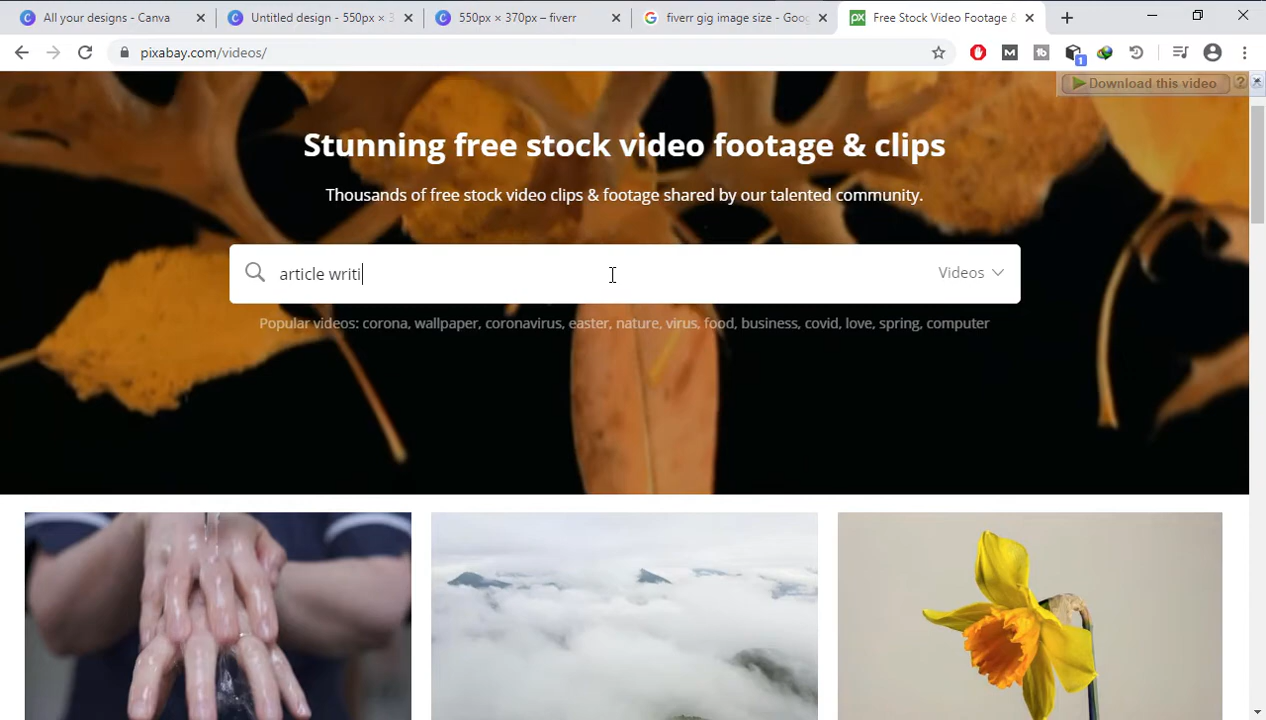 All your designs - Canva
Untitled design - 550px × 3
550px × 370px – fiverr
fiverr gig image size - Goo
Free Stock Video Footage &
pixabay.com/videos/
1
Download this video
?
Stunning free stock video footage & clips
Thousands of free stock video clips & footage shared by our talented community.
article writi
Videos
Popular videos: corona, wallpaper, coronavirus, easter, nature, virus, food, business, covid, love, spring, computer